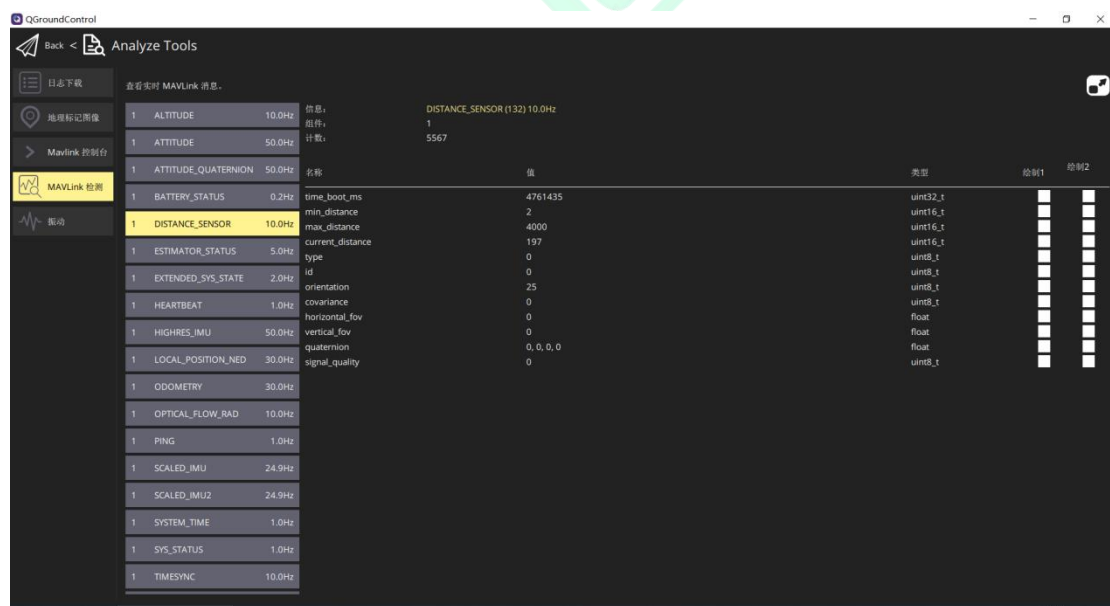 QGroundControl
Back < Analyze Tools
日志下载
地理标记图像
Mavlink 控制台
MAVLink 检测
振动
查看实时 MAVLink 消息。
1 ALTITUDE 10.0Hz
1 ATTITUDE 50.0Hz
1 ATTITUDE_QUATERNION 50.0Hz
1 BATTERY_STATUS 0.2Hz
1 DISTANCE_SENSOR 10.0Hz
1 ESTIMATOR_STATUS 5.0Hz
1 EXTENDED_SYS_STATE 2.0Hz
1 HEARTBEAT 1.0Hz
1 HIGHRES_IMU 50.0Hz
1 LOCAL_POSITION_NED 30.0Hz
1 ODOMETRY 30.0Hz
1 OPTICAL_FLOW_RAD 10.0Hz
1 PING 1.0Hz
1 SCALED_IMU 24.9Hz
1 SCALED_IMU2 24.9Hz
1 SYSTEM_TIME 1.0Hz
1 SYS_STATUS 1.0Hz
1 TIMESYNC 10.0Hz
信息: DISTANCE_SENSOR (132) 10.0Hz
组件: 1
计数: 5567
名称 值 类型 绘制1 绘制2
time_boot_ms 4761435 uint32_t
min_distance 2 uint16_t
max_distance 4000 uint16_t
current_distance 197 uint16_t
type 0 uint8_t
id 0 uint8_t
orientation 25 uint8_t
covariance 0 uint8_t
horizontal_fov 0 float
vertical_fov 0 float
quaternion 0, 0, 0, 0 float
signal_quality 0 uint8_t